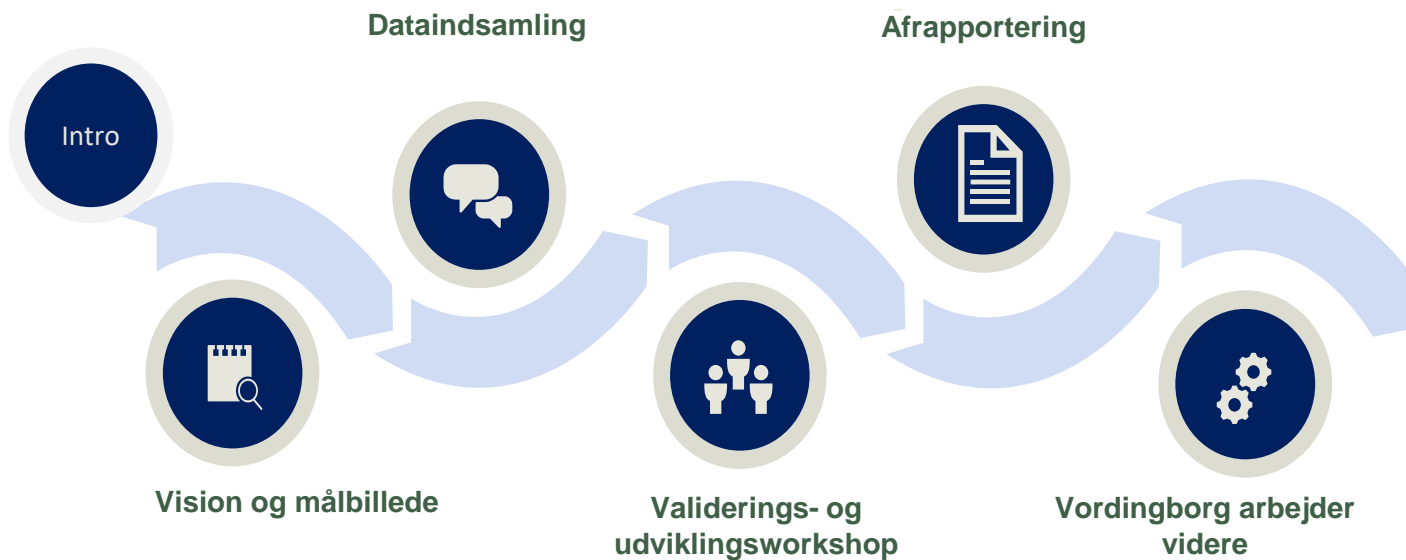 Dataindsamling
Afrapportering
Intro
Vision og målbillede
Validerings- og
udviklingsworkshop
Vordingborg arbejder
videre